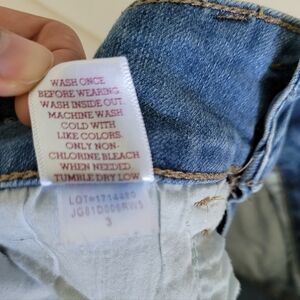 WASH ONCE
BEFORE WEARING.
WASH INSIDE OUT.
MACHINE WASH
COLD WITH
LIKE COLORS.
ONLY NON-
CHLORINE BLEACH
WHEN NEEDED.
TUMBLE DRY LOW
3